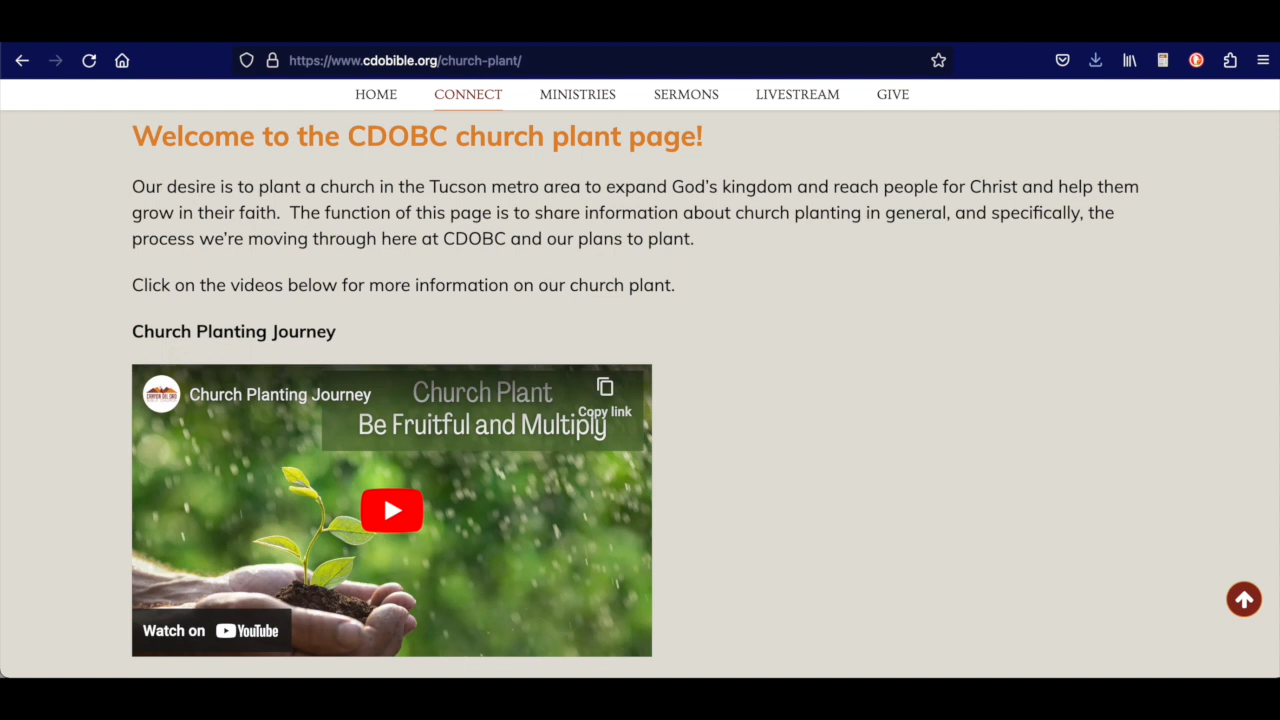 https://www.cdobible.org/church-plant/
HOME CONNECT MINISTRIES SERMONS LIVESTREAM GIVE
Welcome to the CDOBC church plant page!
Our desire is to plant a church in the Tucson metro area to expand God’s kingdom and reach people for Christ and help them
grow in their faith.  The function of this page is to share information about church planting in general, and specifically, the
process we’re moving through here at CDOBC and our plans to plant.
Click on the videos below for more information on our church plant.
Church Planting Journey
Church Planting Journey
Church Plant
Be Fruitful and Multiply
Copy link
Watch on YouTube